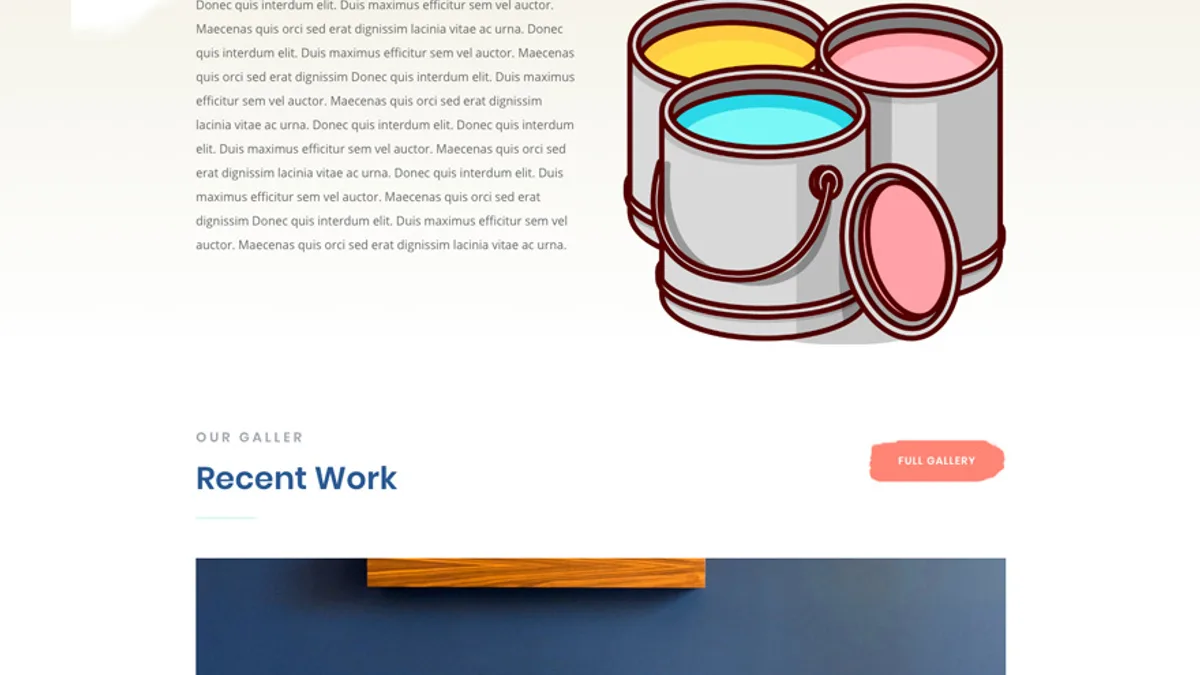 Donec quis interdum elit. Duis maximus efficitur sem vel auctor.
Maecenas quis orci sed erat dignissim lacinia vitae ac urna. Donec
quis interdum elit. Duis maximus efficitur sem vel auctor. Maecenas
quis orci sed erat dignissim Donec quis interdum elit. Duis maximus
efficitur sem vel auctor. Maecenas quis orci sed erat dignissim
lacinia vitae ac urna. Donec quis interdum elit. Donec quis interdum
elit. Duis maximus efficitur sem vel auctor. Maecenas quis orci sed
erat dignissim lacinia vitae ac urna. Donec quis interdum elit. Duis
maximus efficitur sem vel auctor. Maecenas quis orci sed erat
dignissim Donec quis interdum elit. Duis maximus efficitur sem vel
auctor. Maecenas quis orci sed erat dignissim lacinia vitae ac urna.
OUR GALLER
Recent Work
FULL GALLERY